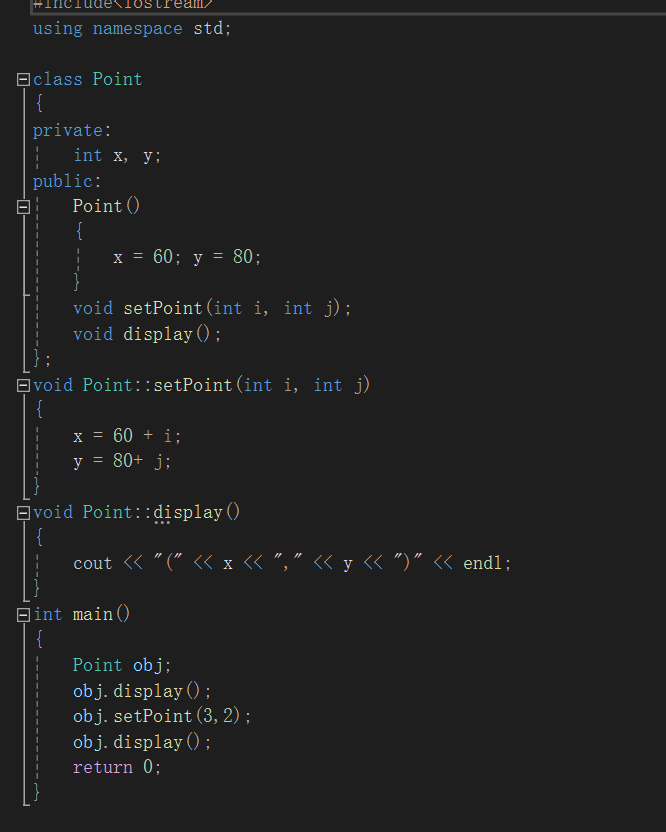 #include<iostream>
using namespace std;
class Point
{
private:
int x, y;
public:
Point()
{
x = 60; y = 80;
}
void setPoint(int i, int j);
void display();
};
void Point::setPoint(int i, int j)
{
x = 60 + i;
y = 80+ j;
}
void Point::display()
{
cout << "(" << x << "," << y << ")" << endl;
}
int main()
{
Point obj;
obj.display();
obj.setPoint(3,2);
obj.display();
return 0;
}